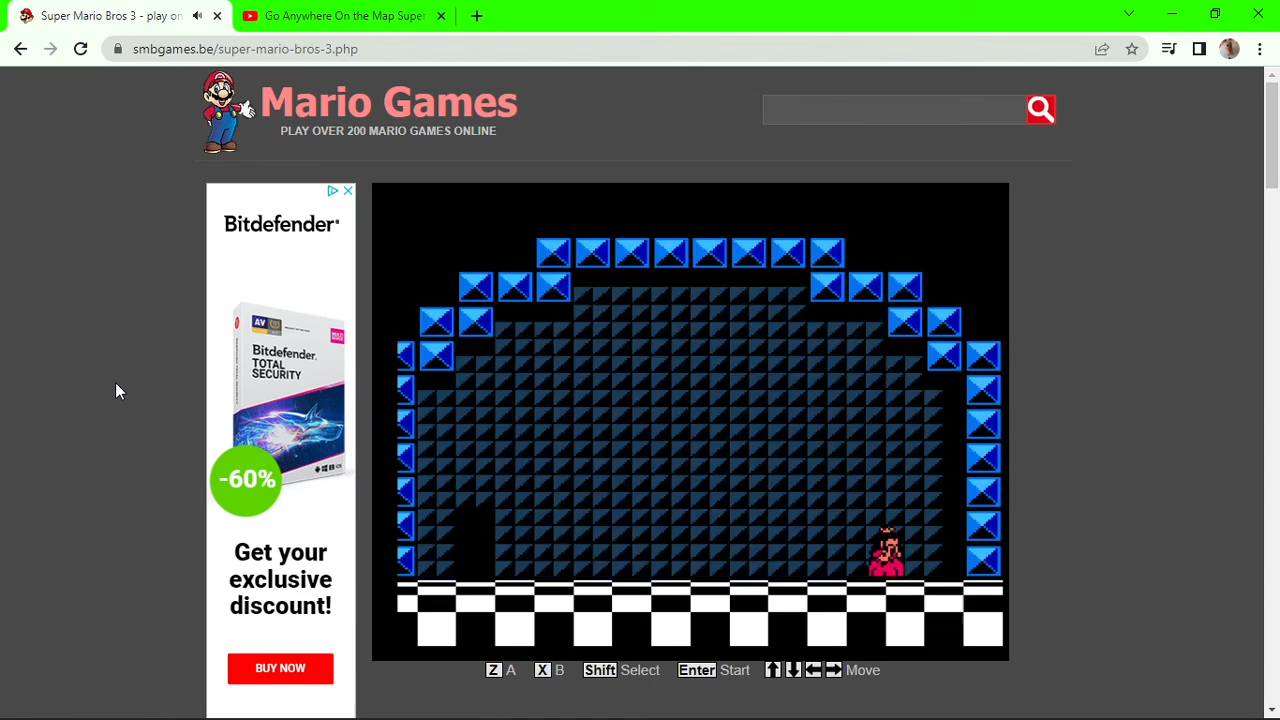 Super Mario Bros 3 - play on
Go Anywhere On the Map Super
smbgames.be/super-mario-bros-3.php
Mario Games
PLAY OVER 200 MARIO GAMES ONLINE
Bitdefender
AV
Bitdefender.
TOTAL
SECURITY
-60%
Get your
exclusive
discount!
BUY NOW
Z A X B Shift Select Enter Start Move